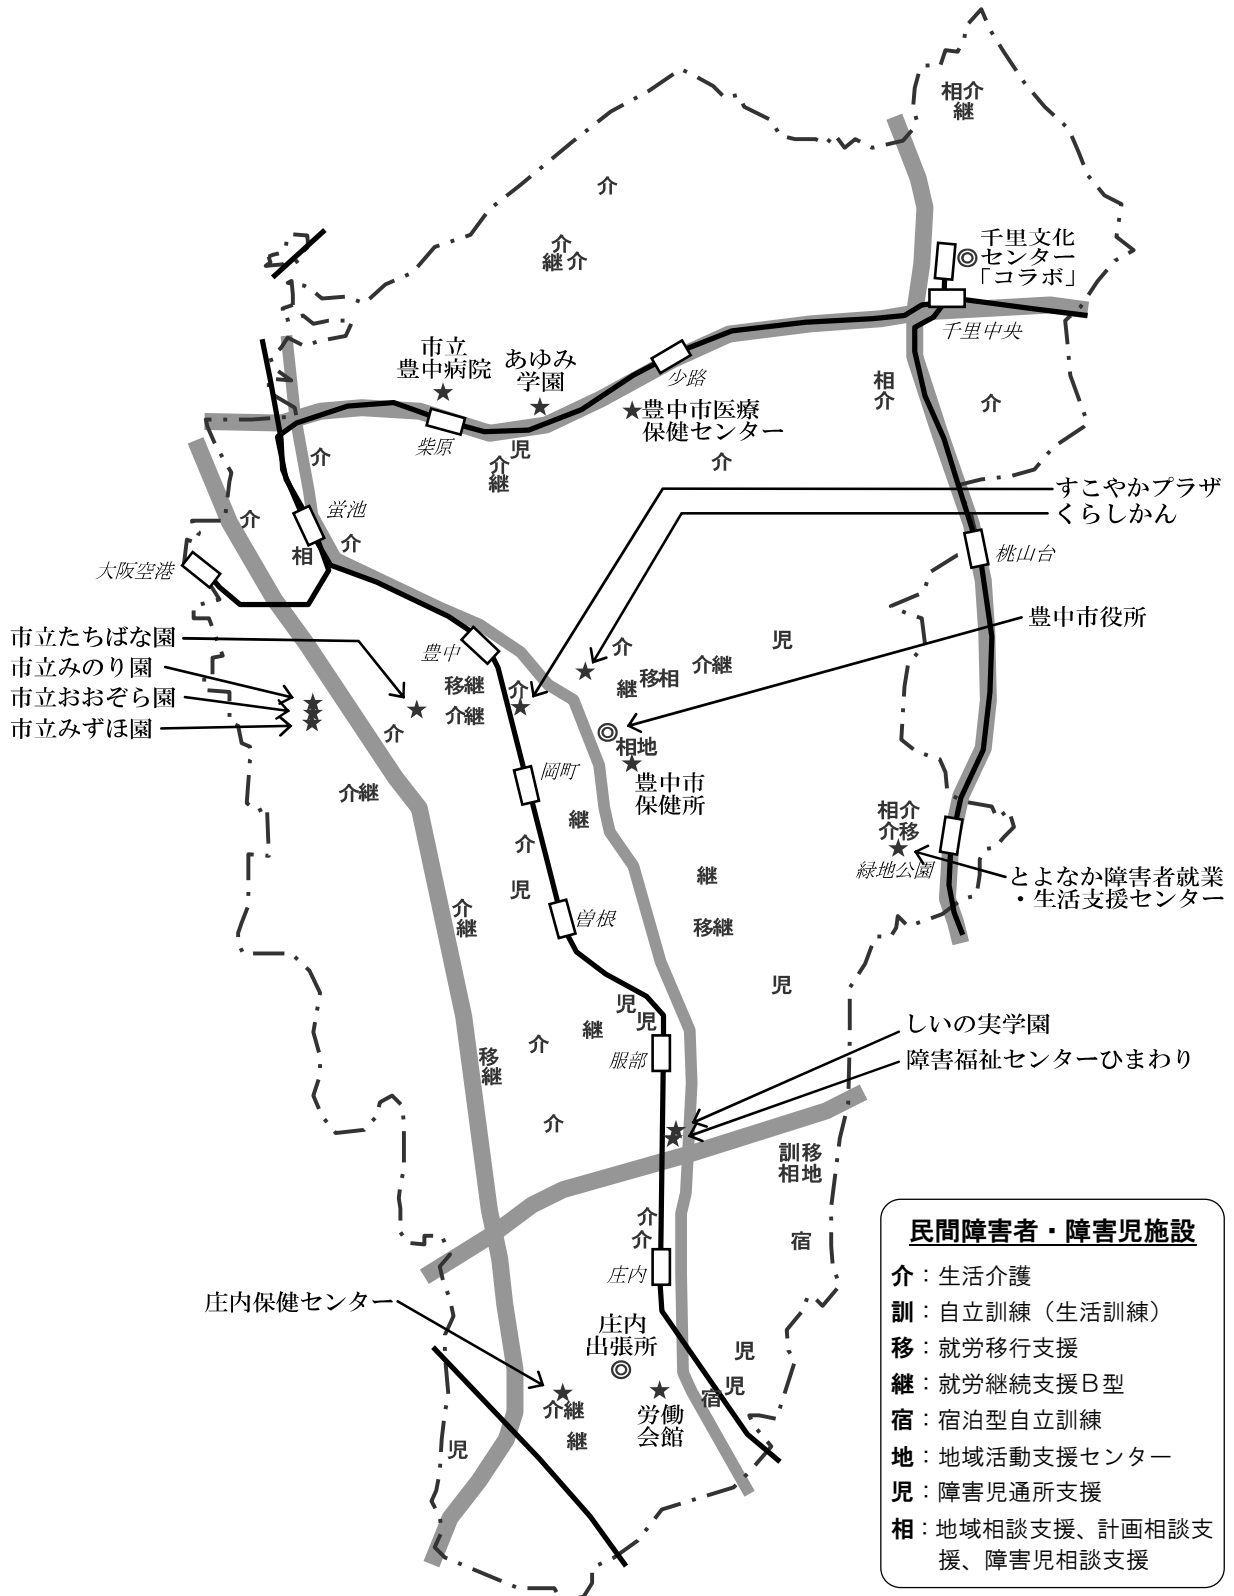 相介
継
介
介
継介
千里文化
センター
「コラボ」
千里中央
市立
豊中病院
あゆみ
学園
少路
豊中市医療
保健センター
相
介
介
柴原
児
介
継
介
介
すこやかプラザ
くらしかん
介
蛍池
相
介
大阪空港
桃山台
豊中市役所
市立たちばな園
市立みのり園
市立おおぞら園
市立みずほ園
豊中
移継
介継
介
介
継
移相
介継
児
相地
豊中市
保健所
介
介継
岡町
継
介
児
相介
介移
緑地公園
とよなか障害者就業
・生活支援センター
継
移継
介
継
曽根
児
児
児
継
介
服部
しいの実学園
障害福祉センターひまわり
移
継
介
訓移
相地
宿
介
介
庄内
庄内保健センター
庄内
出張所
児
児
宿
介継
継
労働
会館
児
民間障害者・障害児施設
介：生活介護
訓：自立訓練（生活訓練）
移：就労移行支援
継：就労継続支援Ｂ型
宿：宿泊型自立訓練
地：地域活動支援センター
児：障害児通所支援
相：地域相談支援、計画相談支
援、障害児相談支援